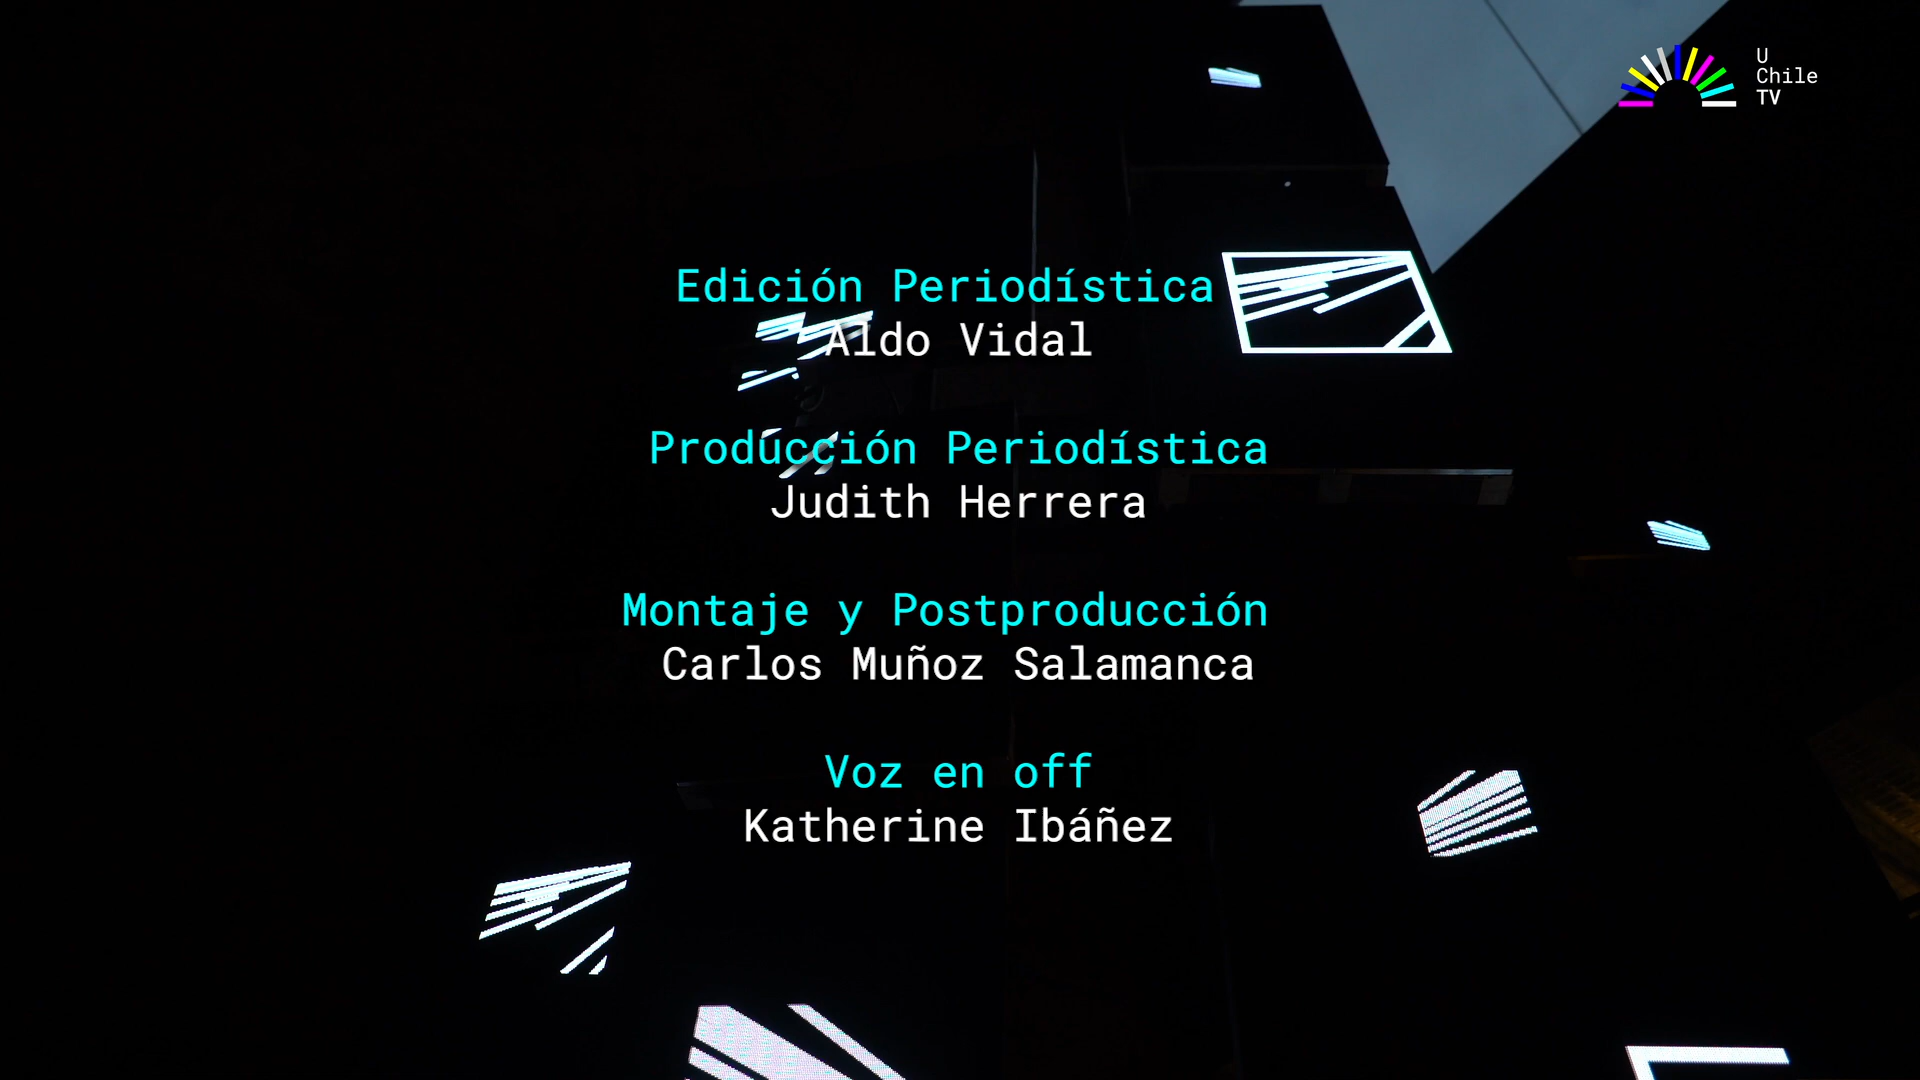 U
Chile
TV
Edición Periodística
Aldo Vidal
Producción Periodística
Judith Herrera
Montaje y Postproducción
Carlos Muñoz Salamanca
Voz en off
Katherine Ibáñez